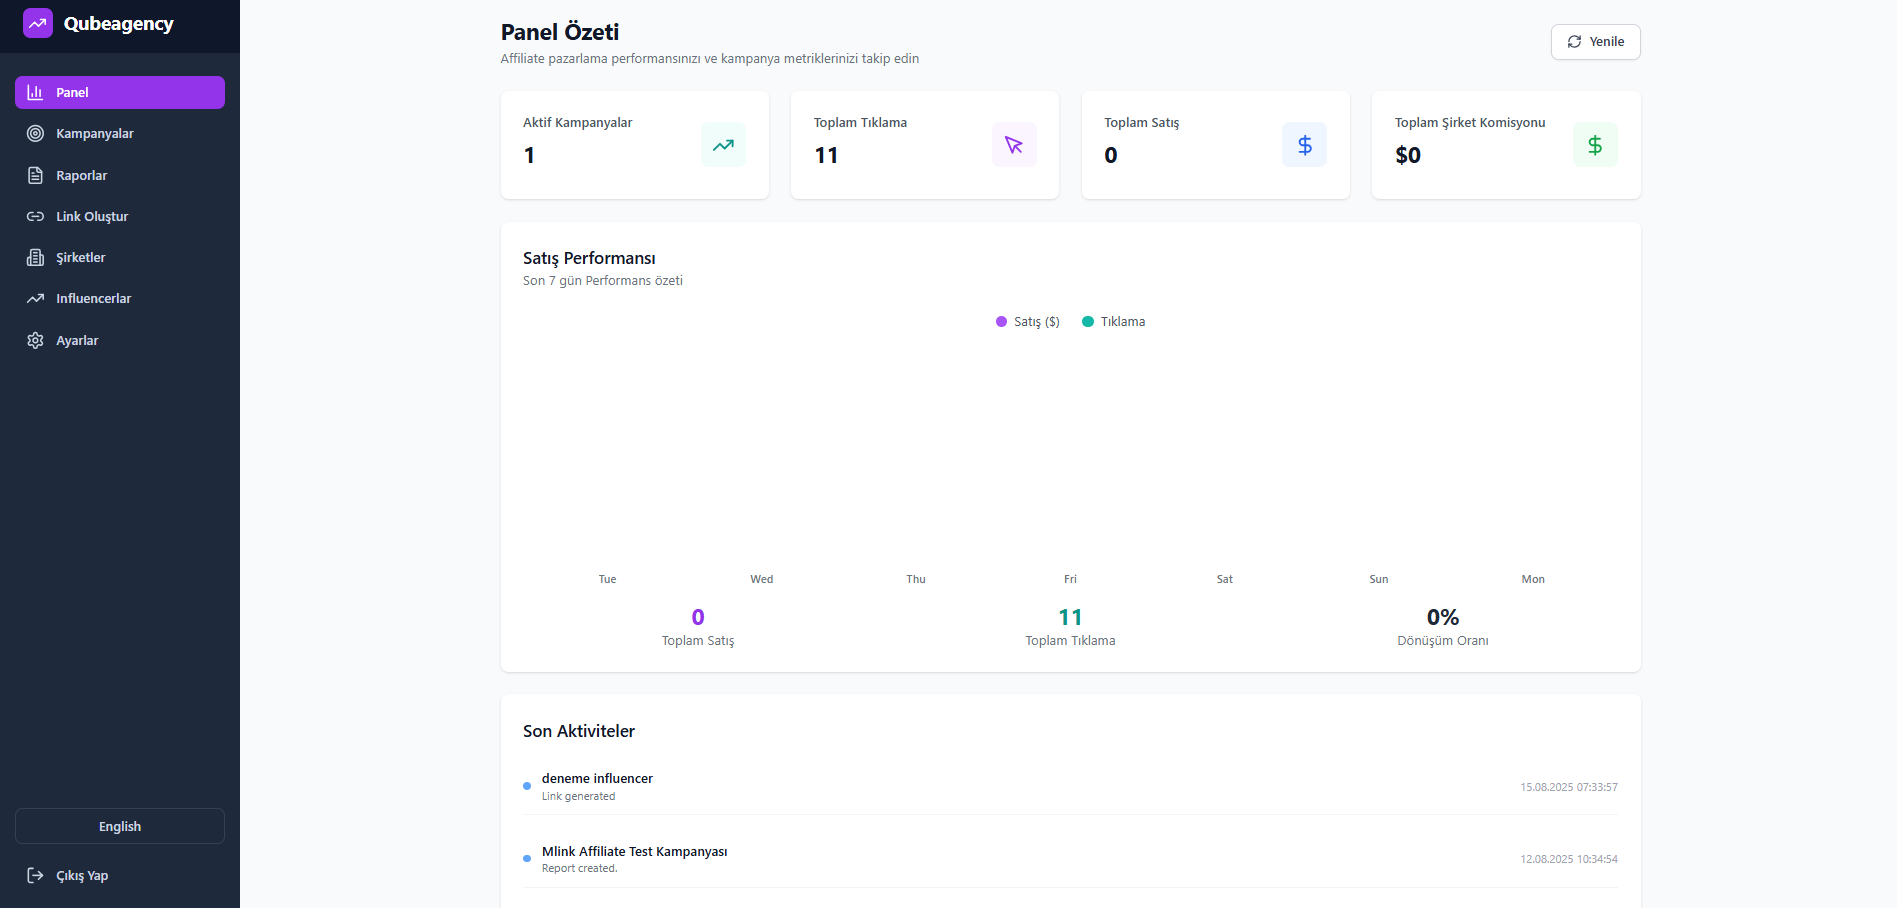 Qubeagency
Panel
Kampanyalar
Raporlar
Link Oluştur
Şirketler
Influencerlar
Ayarlar
English
Çıkış Yap
Panel Özeti
Affiliate pazarlama performansınızı ve kampanya metriklerinizi takip edin
Yenile
Aktif Kampanyalar
1
Toplam Tıklama
11
Toplam Satış
0
Toplam Şirket Komisyonu
$0
Satış Performansı
Son 7 gün Performans özeti
Satış ($) Tıklama
Tue Wed Thu Fri Sat Sun Mon
0
Toplam Satış
11
Toplam Tıklama
0%
Dönüşüm Oranı
Son Aktiviteler
deneme influencer
Link generated
15.08.2025 07:33:57
Mlink Affiliate Test Kampanyası
Report created.
12.08.2025 10:34:54